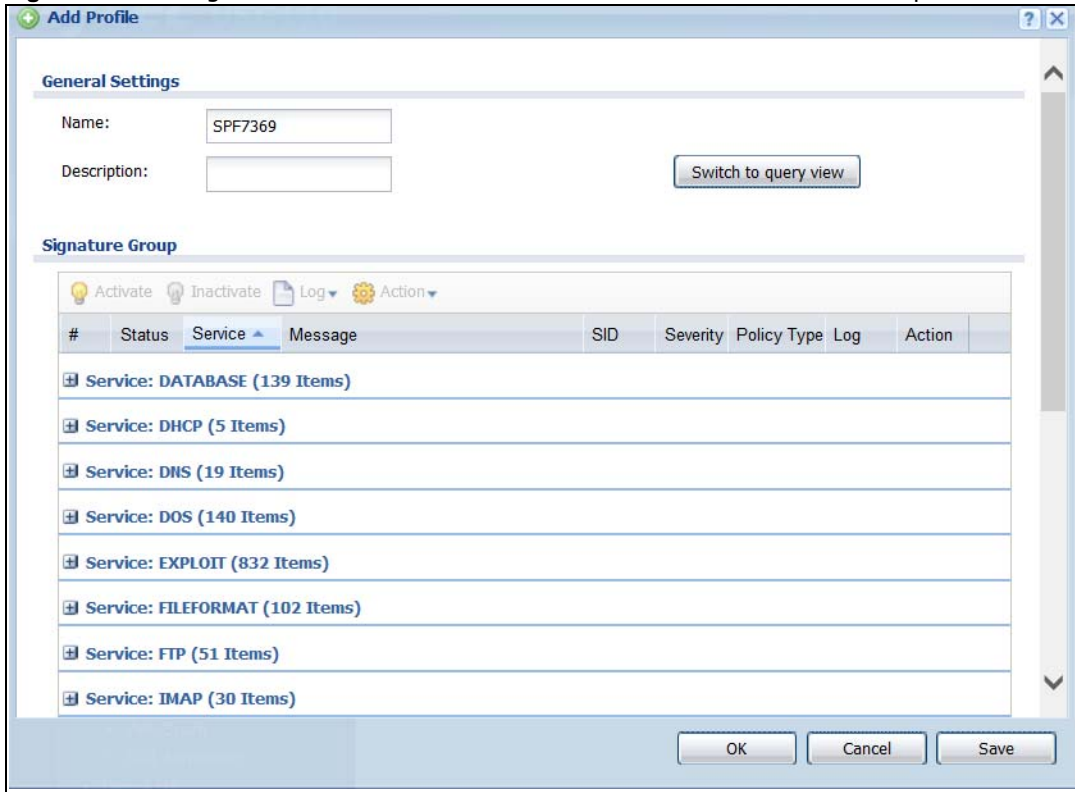 Add Profile
General Settings
Name: SPF7369
Description:
Switch to query view
Signature Group
Activate Inactivate Log Action
# Status Service Message SID Severity Policy Type Log Action
Service: DATABASE (139 Items)
Service: DHCP (5 Items)
Service: DNS (19 Items)
Service: DOS (140 Items)
Service: EXPLOIT (832 Items)
Service: FILEFORMAT (102 Items)
Service: FTP (51 Items)
Service: IMAP (30 Items)
OK Cancel Save